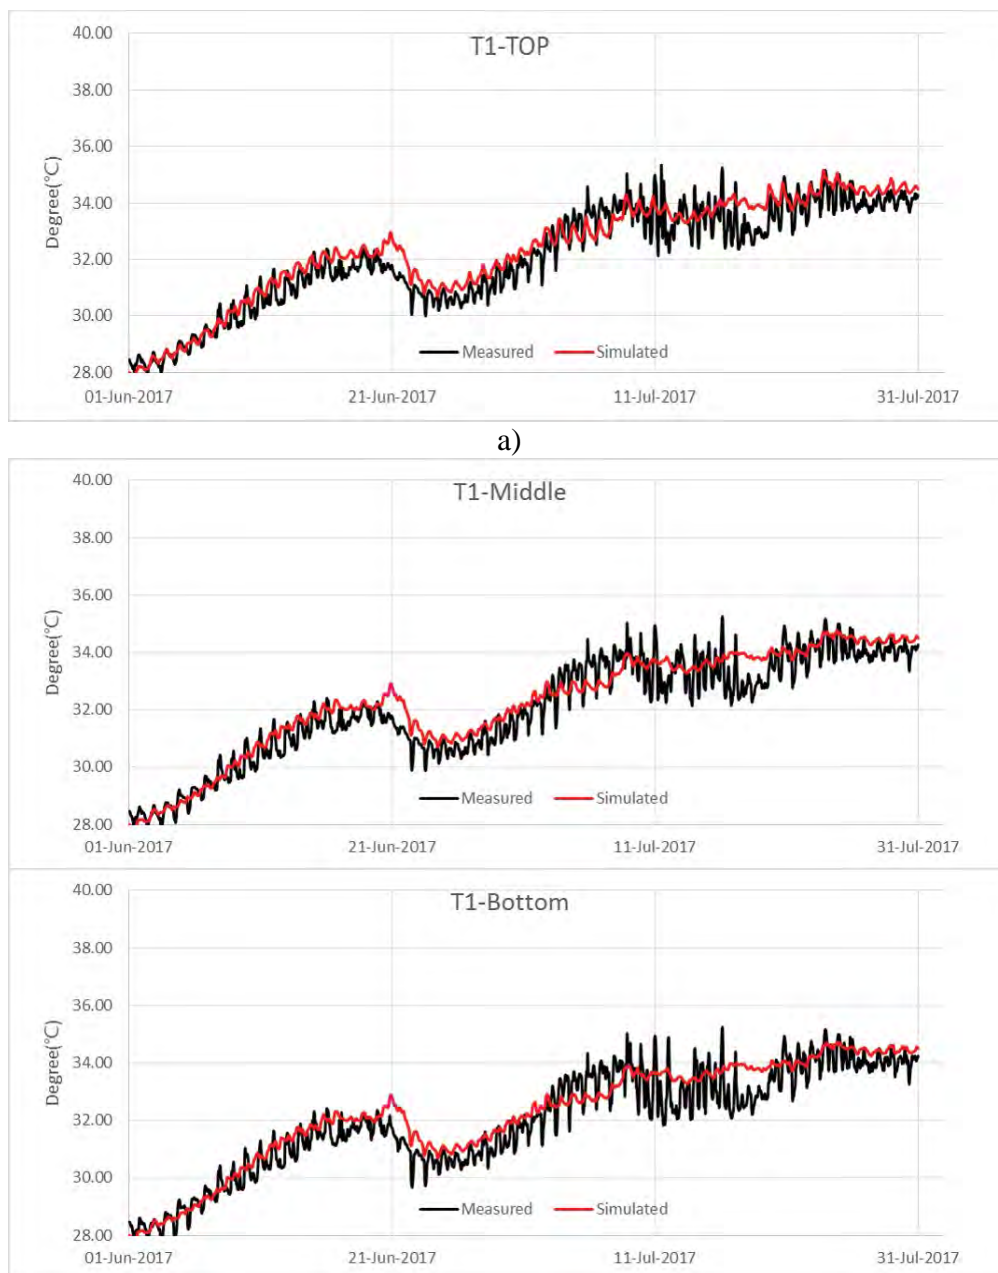 T1-TOP
40.00
38.00
36.00
34.00
32.00
30.00
28.00
Degree(°C)
Measured Simulated
01-Jun-2017 21-Jun-2017 11-Jul-2017 31-Jul-2017
a)
T1-Middle
40.00
38.00
36.00
34.00
32.00
30.00
28.00
Degree(°C)
Measured Simulated
01-Jun-2017 21-Jun-2017 11-Jul-2017 31-Jul-2017
T1-Bottom
40.00
38.00
36.00
34.00
32.00
30.00
28.00
Degree(°C)
Measured Simulated
01-Jun-2017 21-Jun-2017 11-Jul-2017 31-Jul-2017